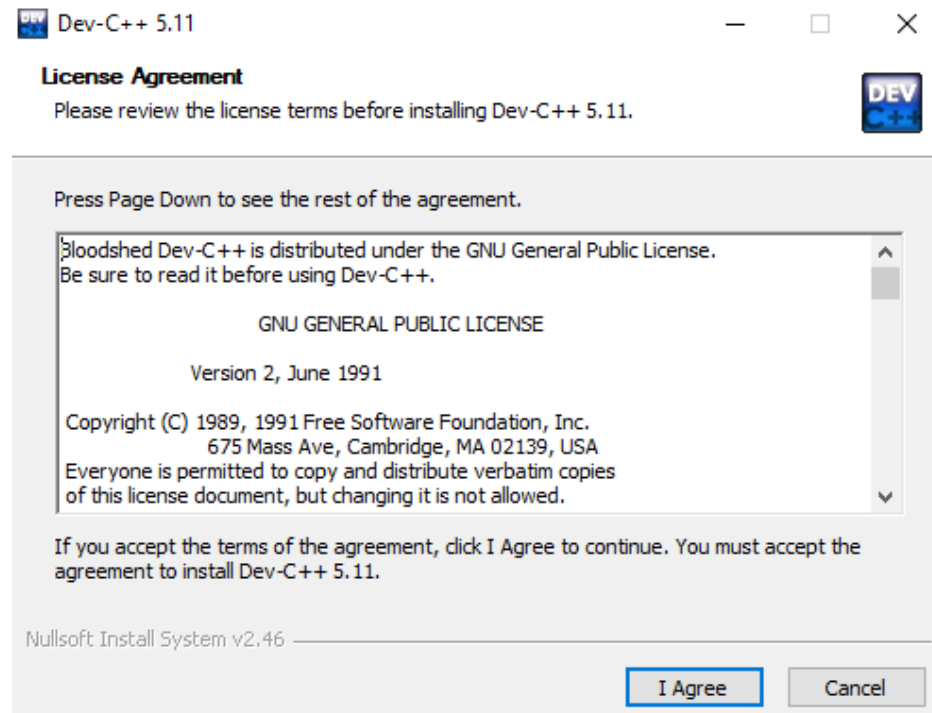 Dev-C++ 5.11
License Agreement
Please review the license terms before installing Dev-C++ 5.11.
DEV
C++
Press Page Down to see the rest of the agreement.
Bloodshed Dev-C++ is distributed under the GNU General Public License.
Be sure to read it before using Dev-C++.
GNU GENERAL PUBLIC LICENSE
Version 2, June 1991
Copyright (C) 1989, 1991 Free Software Foundation, Inc.
675 Mass Ave, Cambridge, MA 02139, USA
Everyone is permitted to copy and distribute verbatim copies
of this license document, but changing it is not allowed.
If you accept the terms of the agreement, click I Agree to continue. You must accept the
agreement to install Dev-C++ 5.11.
Nullsoft Install System v2.46
I Agree
Cancel